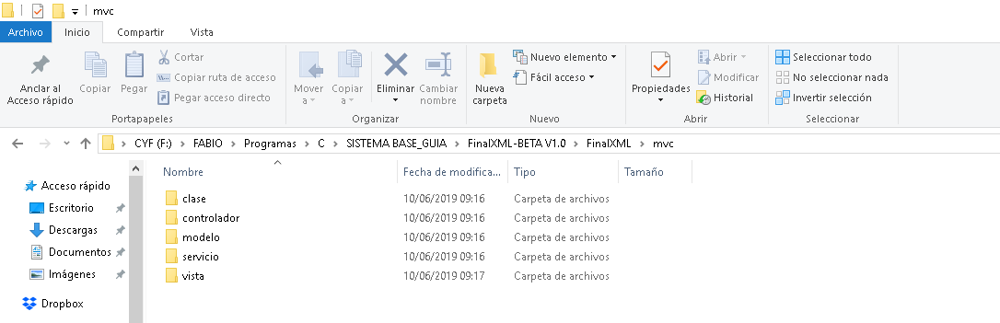 mvc
Archivo Inicio Compartir Vista
Anclar al Acceso rápido
Copiar
Pegar
Cortar
Copiar ruta de acceso
Pegar acceso directo
Portapapeles
Mover a
Copiar a
Eliminar
Cambiar nombre
Organizar
Nueva carpeta
Nuevo elemento
Fácil acceso
Nuevo
Propiedades
Abrir
Modificar
Historial
Abrir
Seleccionar todo
No seleccionar nada
Invertir selección
Seleccionar
CYF (F:) > FABIO > Programas > C > SISTEMA BASE_GUIA > FinalXML-BETA V1.0 > FinalXML > mvc
Acceso rápido
Escritorio
Descargas
Documentos
Imágenes
Dropbox
Nombre Fecha de modifica... Tipo Tamaño
clase 10/06/2019 09:16 Carpeta de archivos
controlador 10/06/2019 09:16 Carpeta de archivos
modelo 10/06/2019 09:16 Carpeta de archivos
servicio 10/06/2019 09:16 Carpeta de archivos
vista 10/06/2019 09:17 Carpeta de archivos